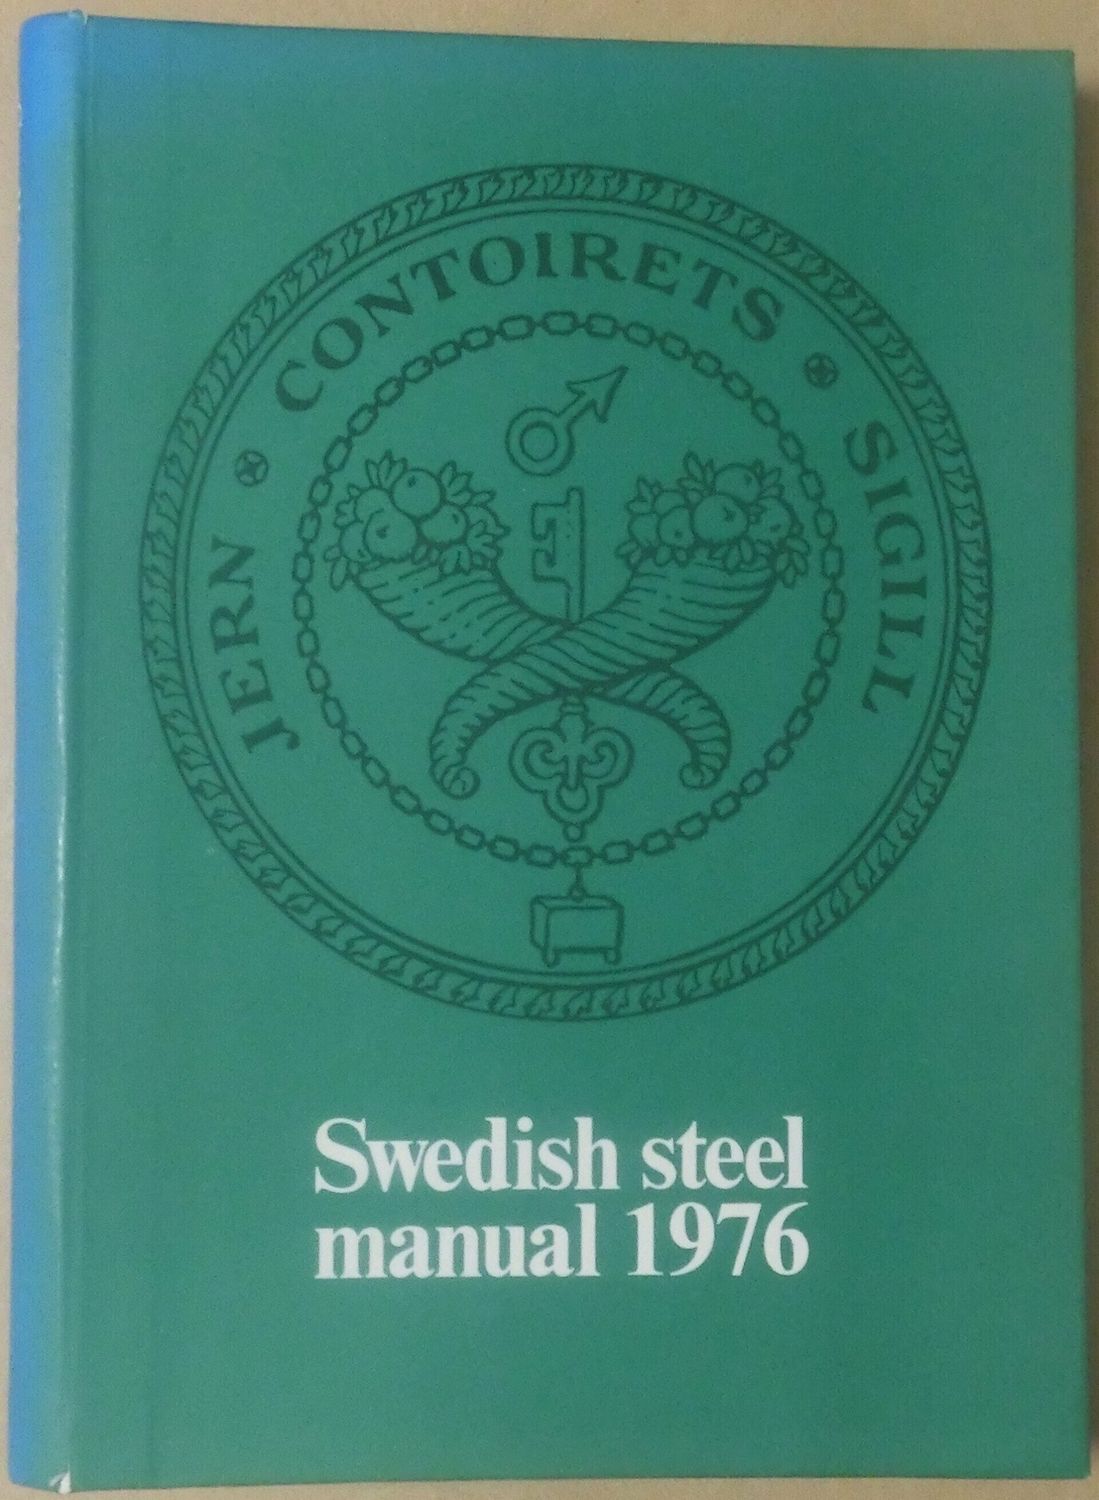 JERN CONTOIRETS SIGILL
Swedish steel
manual 1976